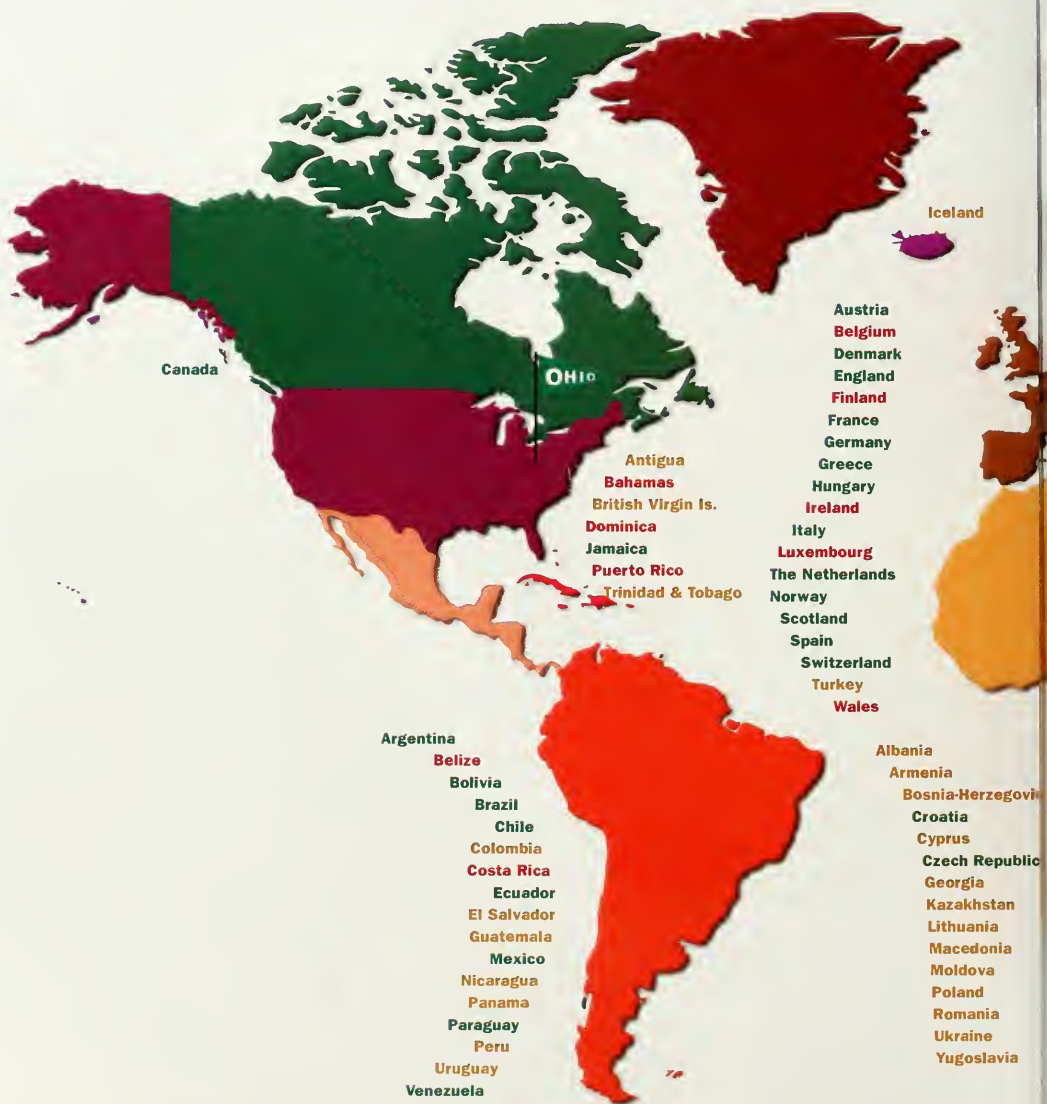 Iceland
Canada
OHIO
Antigua
Bahamas
British Virgin Is.
Dominica
Jamaica
Puerto Rico
Trinidad & Tobago
Austria
Belgium
Denmark
England
Finland
France
Germany
Greece
Hungary
Ireland
Italy
Luxembourg
The Netherlands
Norway
Scotland
Spain
Switzerland
Turkey
Wales
Argentina
Belize
Bolivia
Brazil
Chile
Colombia
Costa Rica
Ecuador
El Salvador
Guatemala
Mexico
Nicaragua
Panama
Paraguay
Peru
Uruguay
Venezuela
Albania
Armenia
Bosnia-Herzegovi
Croatia
Cyprus
Czech Republic
Georgia
Kazakhstan
Lithuania
Macedonia
Moldova
Poland
Romania
Ukraine
Yugoslavia